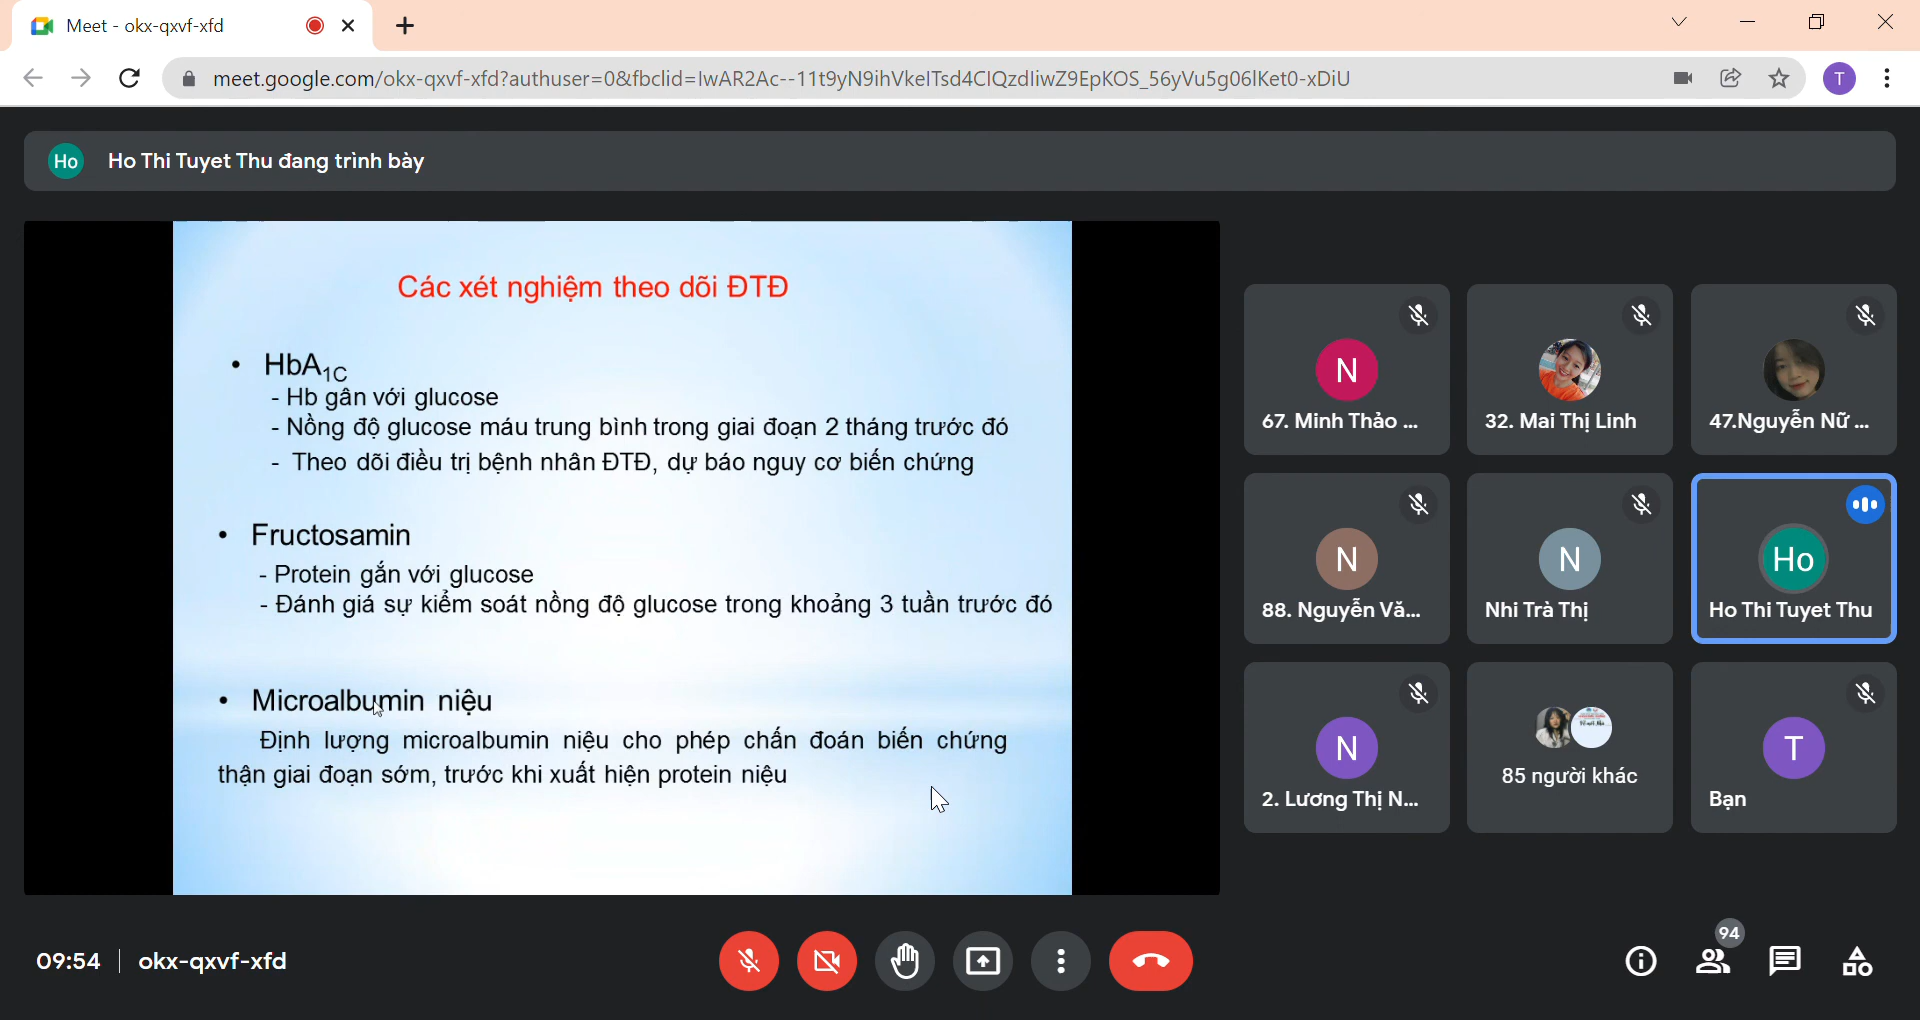 Meet - okx-qxvf-xfd
meet.google.com/okx-qxvf-xfd?authuser=0&fbclid=IwAR2Ac--11t9yN9ihVkeITsd4CIQzdIiwZ9EpKOS_56yVu5g06lKet0-xDiU
T
Ho
Ho Thi Tuyet Thu đang trình bày
Các xét nghiệm theo dõi ĐTĐ
• HbA1C
- Hb gắn với glucose
- Nồng độ glucose máu trung bình trong giai đoạn 2 tháng trước đó
- Theo dõi điều trị bệnh nhân ĐTĐ, dự báo nguy cơ biến chứng
• Fructosamin
- Protein gắn với glucose
- Đánh giá sự kiểm soát nồng độ glucose trong khoảng 3 tuần trước đó
• Microalbumin niệu
Định lượng microalbumin niệu cho phép chẩn đoán biến chứng
thận giai đoạn sớm, trước khi xuất hiện protein niệu
N
67. Minh Thảo ...
32. Mai Thị Linh
47.Nguyễn Nữ ...
N
88. Nguyễn Vă...
N
Nhi Trà Thị
Ho
Ho Thi Tuyet Thu
N
2. Lương Thị N...
85 người khác
T
Bạn
09:54
okx-qxvf-xfd
94